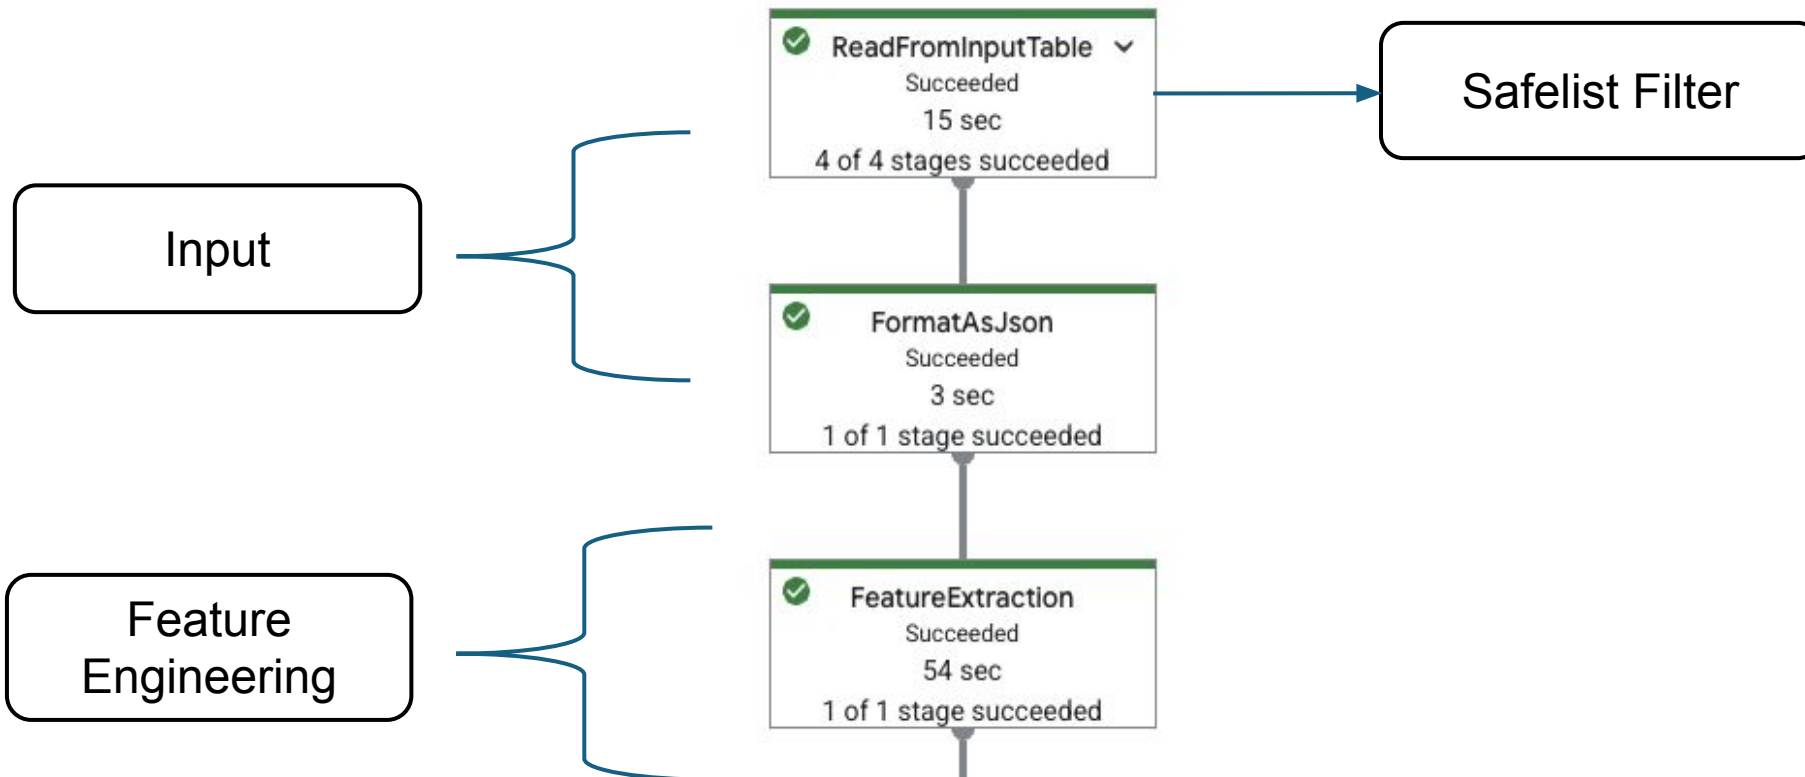 ReadFromInputTable
Succeeded
15 sec
4 of 4 stages succeeded
Safelist Filter
Input
FormatAsJson
Succeeded
3 sec
1 of 1 stage succeeded
Feature
Engineering
FeatureExtraction
Succeeded
54 sec
1 of 1 stage succeeded